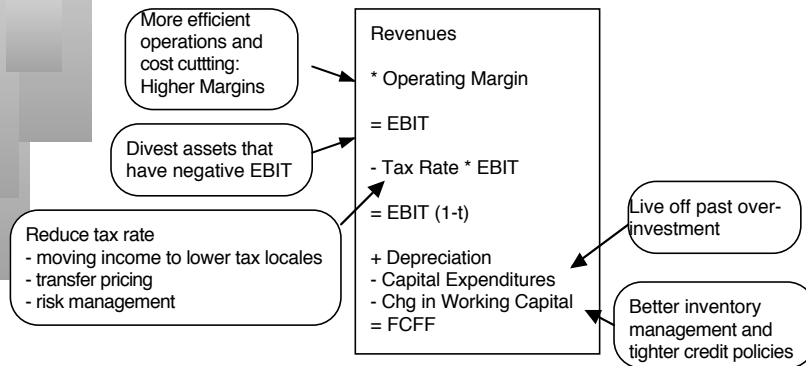 More efficient
operations and
cost cuttting:
Higher Margins
Divest assets that
have negative EBIT
Reduce tax rate
- moving income to lower tax locales
- transfer pricing
- risk management
Revenues
* Operating Margin
= EBIT
- Tax Rate * EBIT
= EBIT (1-t)
+ Depreciation
- Capital Expenditures
- Chg in Working Capital
= FCFF
Live off past over-
investment
Better inventory
management and
tighter credit policies